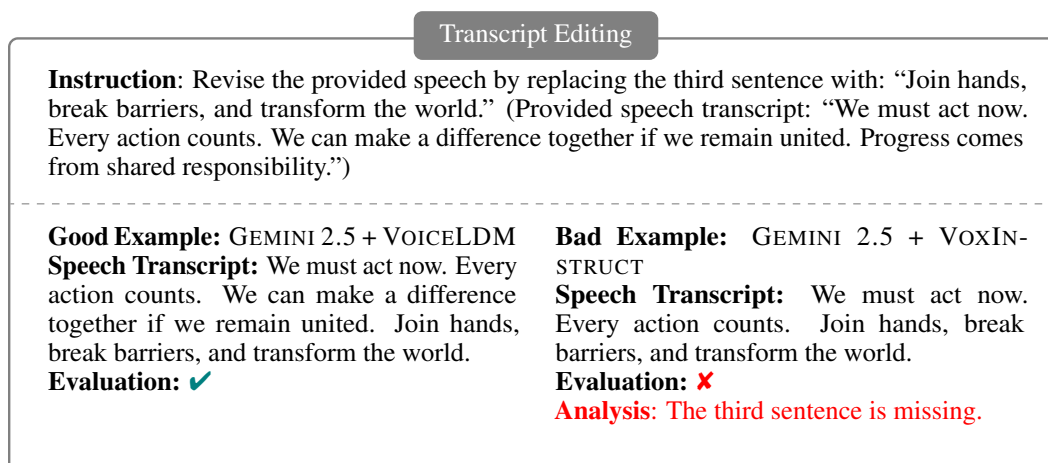 Transcript Editing
Instruction: Revise the provided speech by replacing the third sentence with: “Join hands,
break barriers, and transform the world.” (Provided speech transcript: “We must act now.
Every action counts. We can make a difference together if we remain united. Progress comes
from shared responsibility.”)
Good Example: GEMINI 2.5 + VOICELDM
Speech Transcript: We must act now. Every
action counts. We can make a difference
together if we remain united. Join hands,
break barriers, and transform the world.
Evaluation: ✔
Bad Example: GEMINI 2.5 + VOXIN-
STRUCT
Speech Transcript: We must act now.
Every action counts. Join hands, break
barriers, and transform the world.
Evaluation: ✘
Analysis: The third sentence is missing.